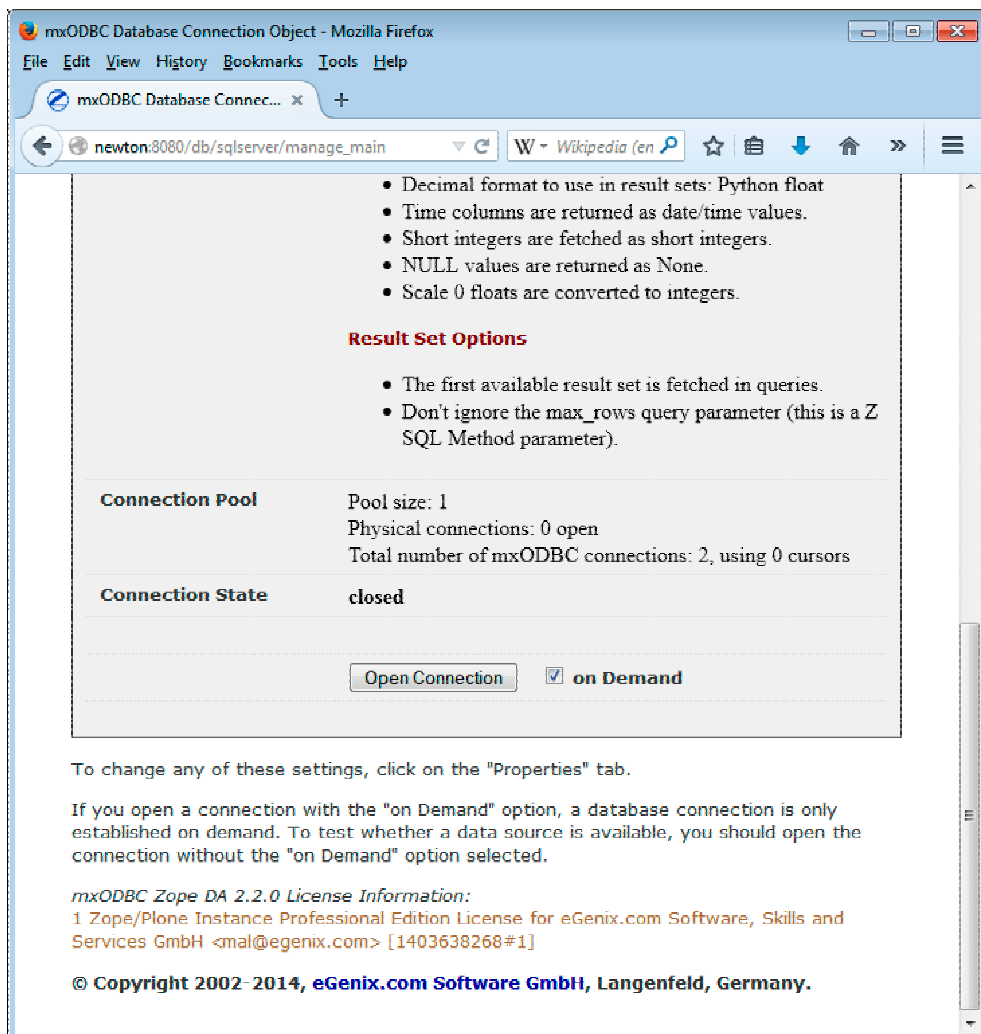 mxODBC Database Connection Object - Mozilla Firefox
File Edit View History Bookmarks Tools Help
mxODBC Database Connec... × +
newton:8080/db/sqlserver/manage_main W Wikipedia (en
• Decimal format to use in result sets: Python float
• Time columns are returned as date/time values.
• Short integers are fetched as short integers.
• NULL values are returned as None.
• Scale 0 floats are converted to integers.
Result Set Options
• The first available result set is fetched in queries.
• Don't ignore the max_rows query parameter (this is a Z
SQL Method parameter).
Connection Pool Pool size: 1
Physical connections: 0 open
Total number of mxODBC connections: 2, using 0 cursors
Connection State closed
Open Connection on Demand
To change any of these settings, click on the "Properties" tab.
If you open a connection with the "on Demand" option, a database connection is only
established on demand. To test whether a data source is available, you should open the
connection without the "on Demand" option selected.
mxODBC Zope DA 2.2.0 License Information:
1 Zope/Plone Instance Professional Edition License for eGenix.com Software, Skills and
Services GmbH <mal@egenix.com> [1403638268#1]
© Copyright 2002-2014, eGenix.com Software GmbH, Langenfeld, Germany.